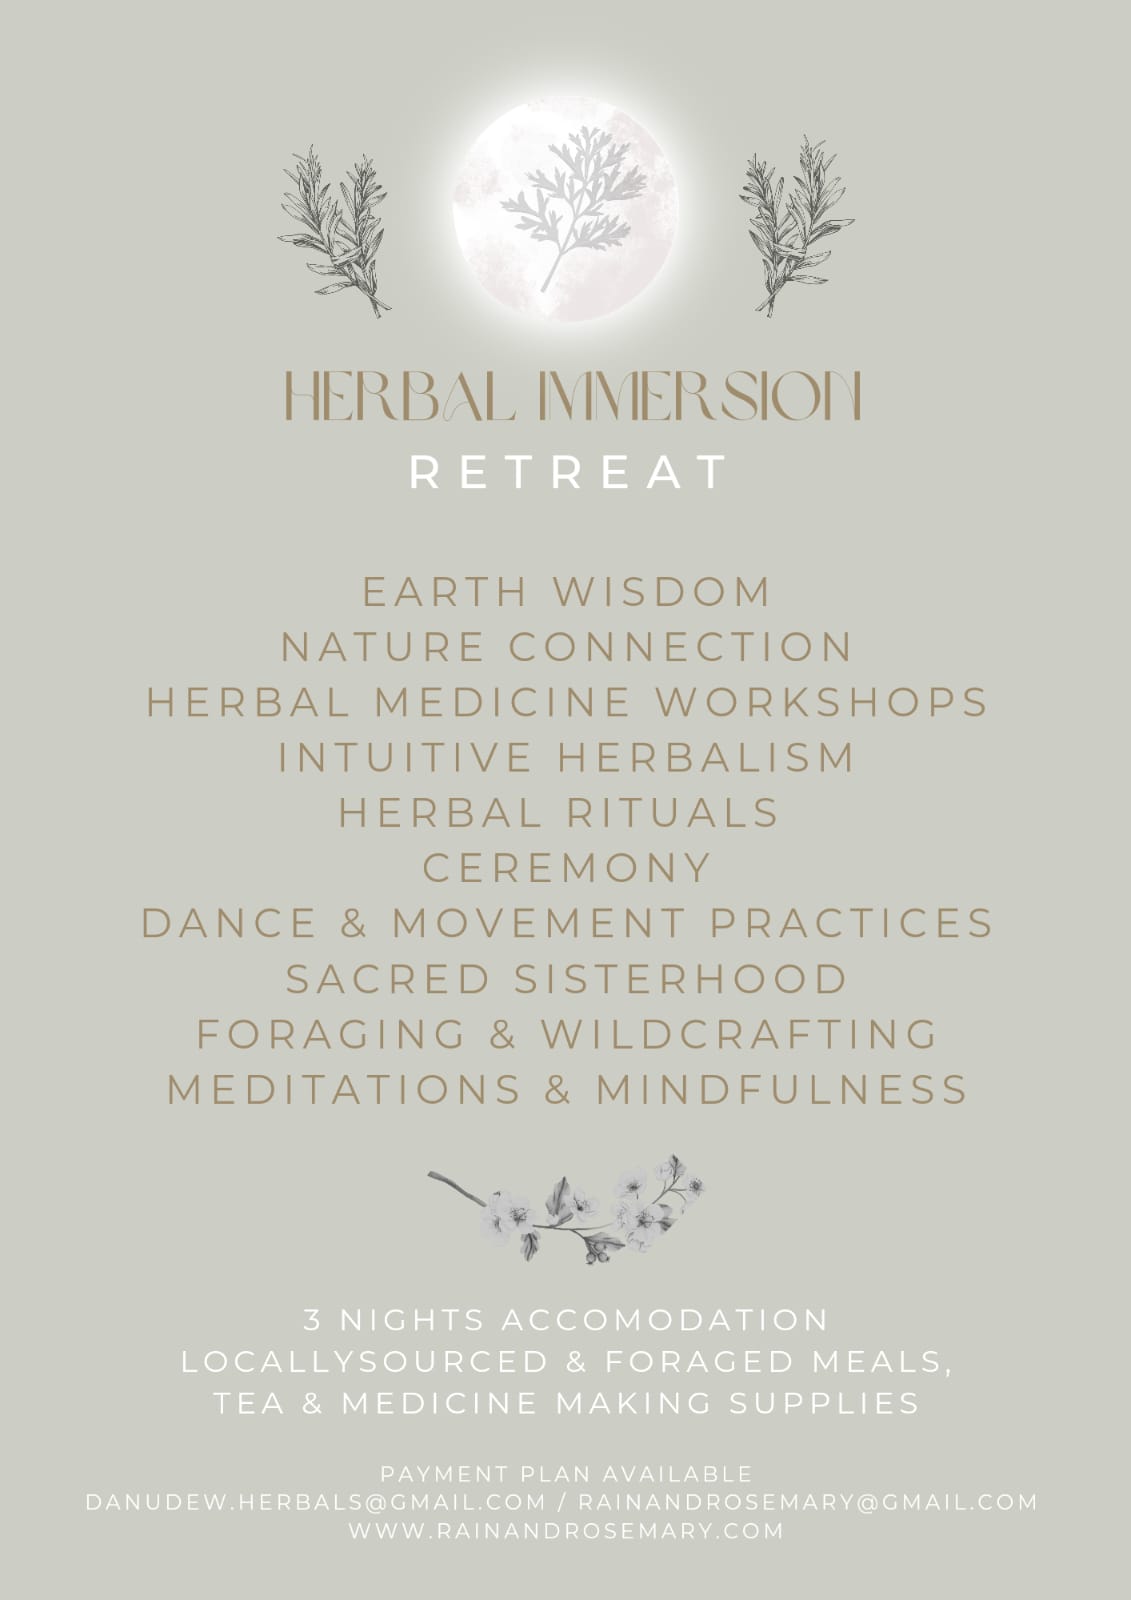 HERBAL IMMERSION
RETREAT
EARTH WISDOM
NATURE CONNECTION
HERBAL MEDICINE WORKSHOPS
INTUITIVE HERBALISM
HERBAL RITUALS
CEREMONY
DANCE & MOVEMENT PRACTICES
SACRED SISTERHOOD
FORAGING & WILDCRAFTING
MEDITATIONS & MINDFULNESS
3 NIGHTS ACCOMODATION
LOCALLYSOURCED & FORAGED MEALS,
TEA & MEDICINE MAKING SUPPLIES
PAYMENT PLAN AVAILABLE
DANUDEW.HERBALS@GMAIL.COM / RAINANDROSEMARY@GMAIL.COM
WWW.RAINANDROSEMARY.COM